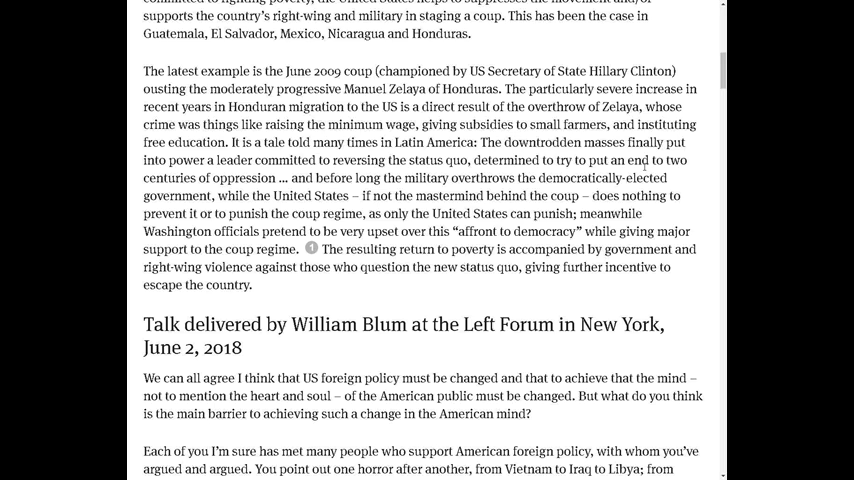 committed to fighting poverty, the United States helps to suppresses the movement and/or
supports the country's right-wing and military in staging a coup. This has been the case in
Guatemala, El Salvador, Mexico, Nicaragua and Honduras.
The latest example is the June 2009 coup (championed by US Secretary of State Hillary Clinton)
ousting the moderately progressive Manuel Zelaya of Honduras. The particularly severe increase in
recent years in Honduran migration to the US is a direct result of the overthrow of Zelaya, whose
crime was things like raising the minimum wage, giving subsidies to small farmers, and instituting
free education. It is a tale told many times in Latin America: The downtrodden masses finally put
into power a leader committed to reversing the status quo, determined to try to put an end to two
centuries of oppression … and before long the military overthrows the democratically-elected
government, while the United States – if not the mastermind behind the coup – does nothing to
prevent it or to punish the coup regime, as only the United States can punish; meanwhile
Washington officials pretend to be very upset over this “affront to democracy” while giving major
support to the coup regime. 1 The resulting return to poverty is accompanied by government and
right-wing violence against those who question the new status quo, giving further incentive to
escape the country.
Talk delivered by William Blum at the Left Forum in New York,
June 2, 2018
We can all agree I think that US foreign policy must be changed and that to achieve that the mind –
not to mention the heart and soul – of the American public must be changed. But what do you think
is the main barrier to achieving such a change in the American mind?
Each of you I'm sure has met many people who support American foreign policy, with whom you've
argued and argued. You point out one horror after another, from Vietnam to Iraq to Libya; from